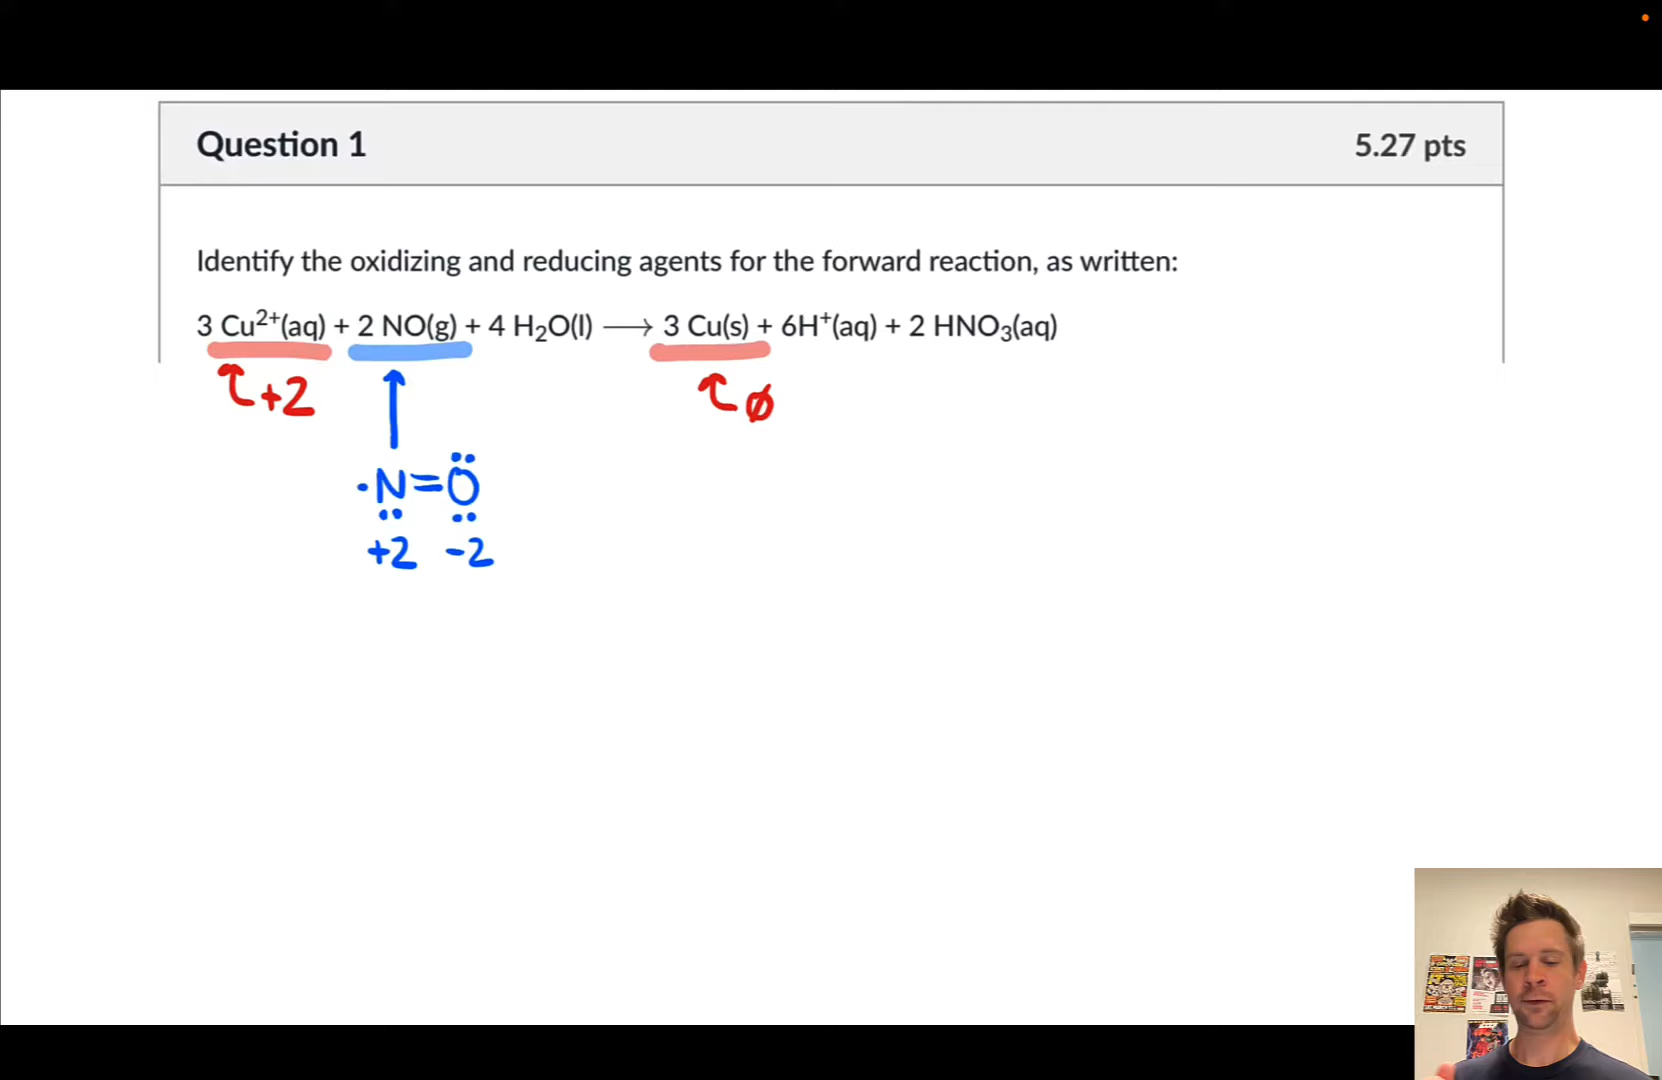 Question 1
5.27 pts
Identify the oxidizing and reducing agents for the forward reaction, as written:
3 Cu²⁺(aq) + 2 NO(g) + 4 H₂O(l) ⟶ 3 Cu(s) + 6H⁺(aq) + 2 HNO₃(aq)
+2
∅
N=O
+2 -2